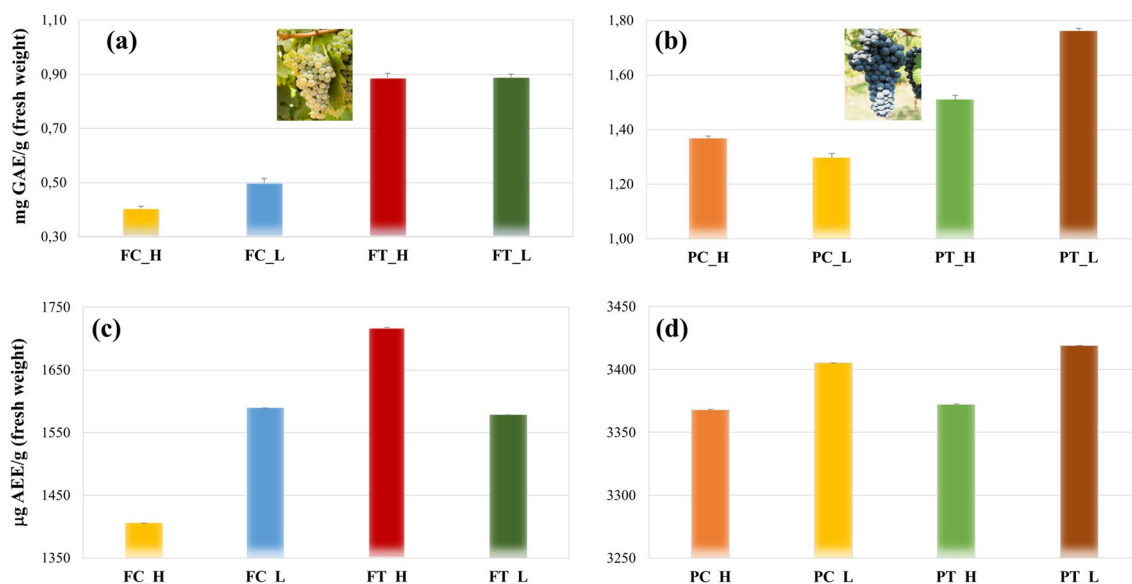 (a)
mg GAE/g (fresh weight)
1,10
0,90
0,70
0,50
0,30
FC_H FC_L FT_H FT_L
(b)
1,80
1,60
1,40
1,20
1,00
PC_H PC_L PT_H PT_L
(c)
µg AEE/g (fresh weight)
1750
1650
1550
1450
1350
FC_H FC_L FT_H FT_L
(d)
3450
3400
3350
3300
3250
PC_H PC_L PT_H PT_L